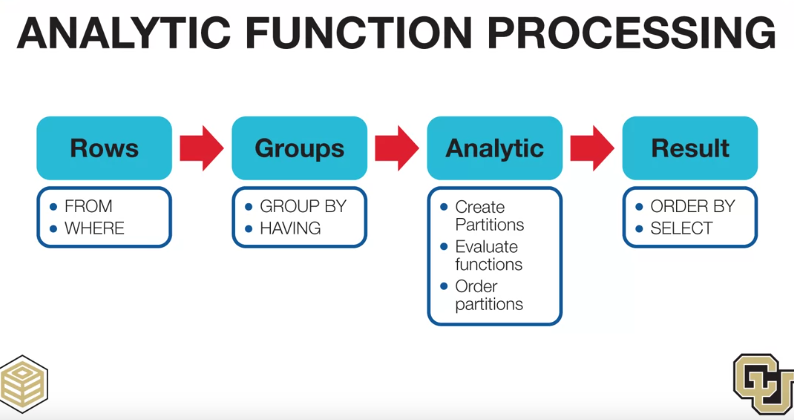 ANALYTIC FUNCTION PROCESSING
Rows
Groups
Analytic
Result
FROM
WHERE
GROUP BY
HAVING
Create
Partitions
Evaluate
functions
Order
partitions
ORDER BY
SELECT
CU